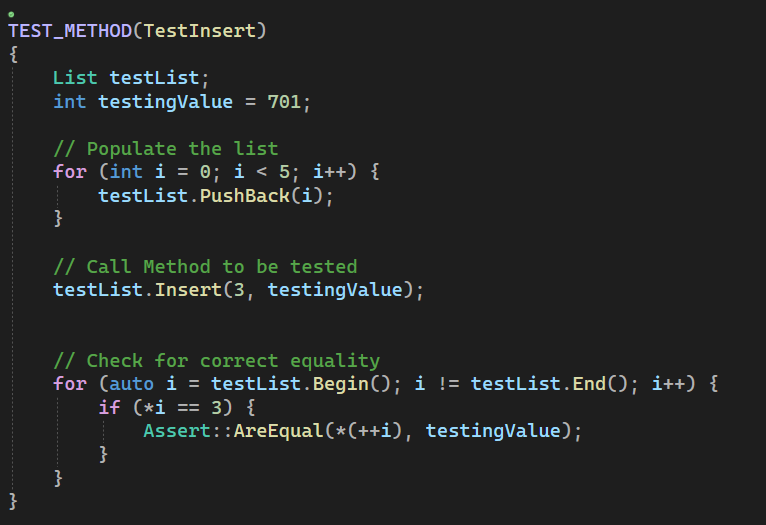 TEST_METHOD(TestInsert)
{
    List testList;
    int testingValue = 701;

    // Populate the list
    for (int i = 0; i < 5; i++) {
        testList.PushBack(i);
    }

    // Call Method to be tested
    testList.Insert(3, testingValue);


    // Check for correct equality
    for (auto i = testList.Begin(); i != testList.End(); i++) {
        if (*i == 3) {
            Assert::AreEqual(*(++i), testingValue);
        }
    }
}